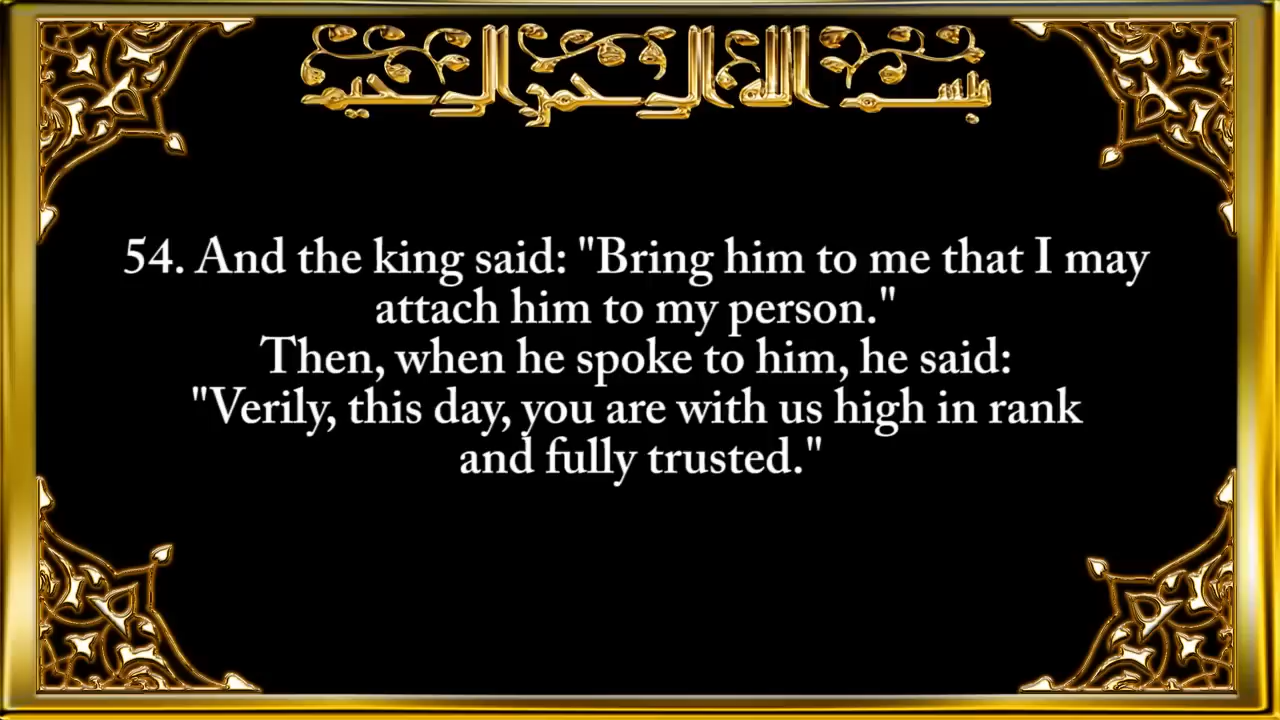 بسم الله الرحمن الرحيم
54. And the king said: "Bring him to me that I may
attach him to my person."
Then, when he spoke to him, he said:
"Verily, this day, you are with us high in rank
and fully trusted."